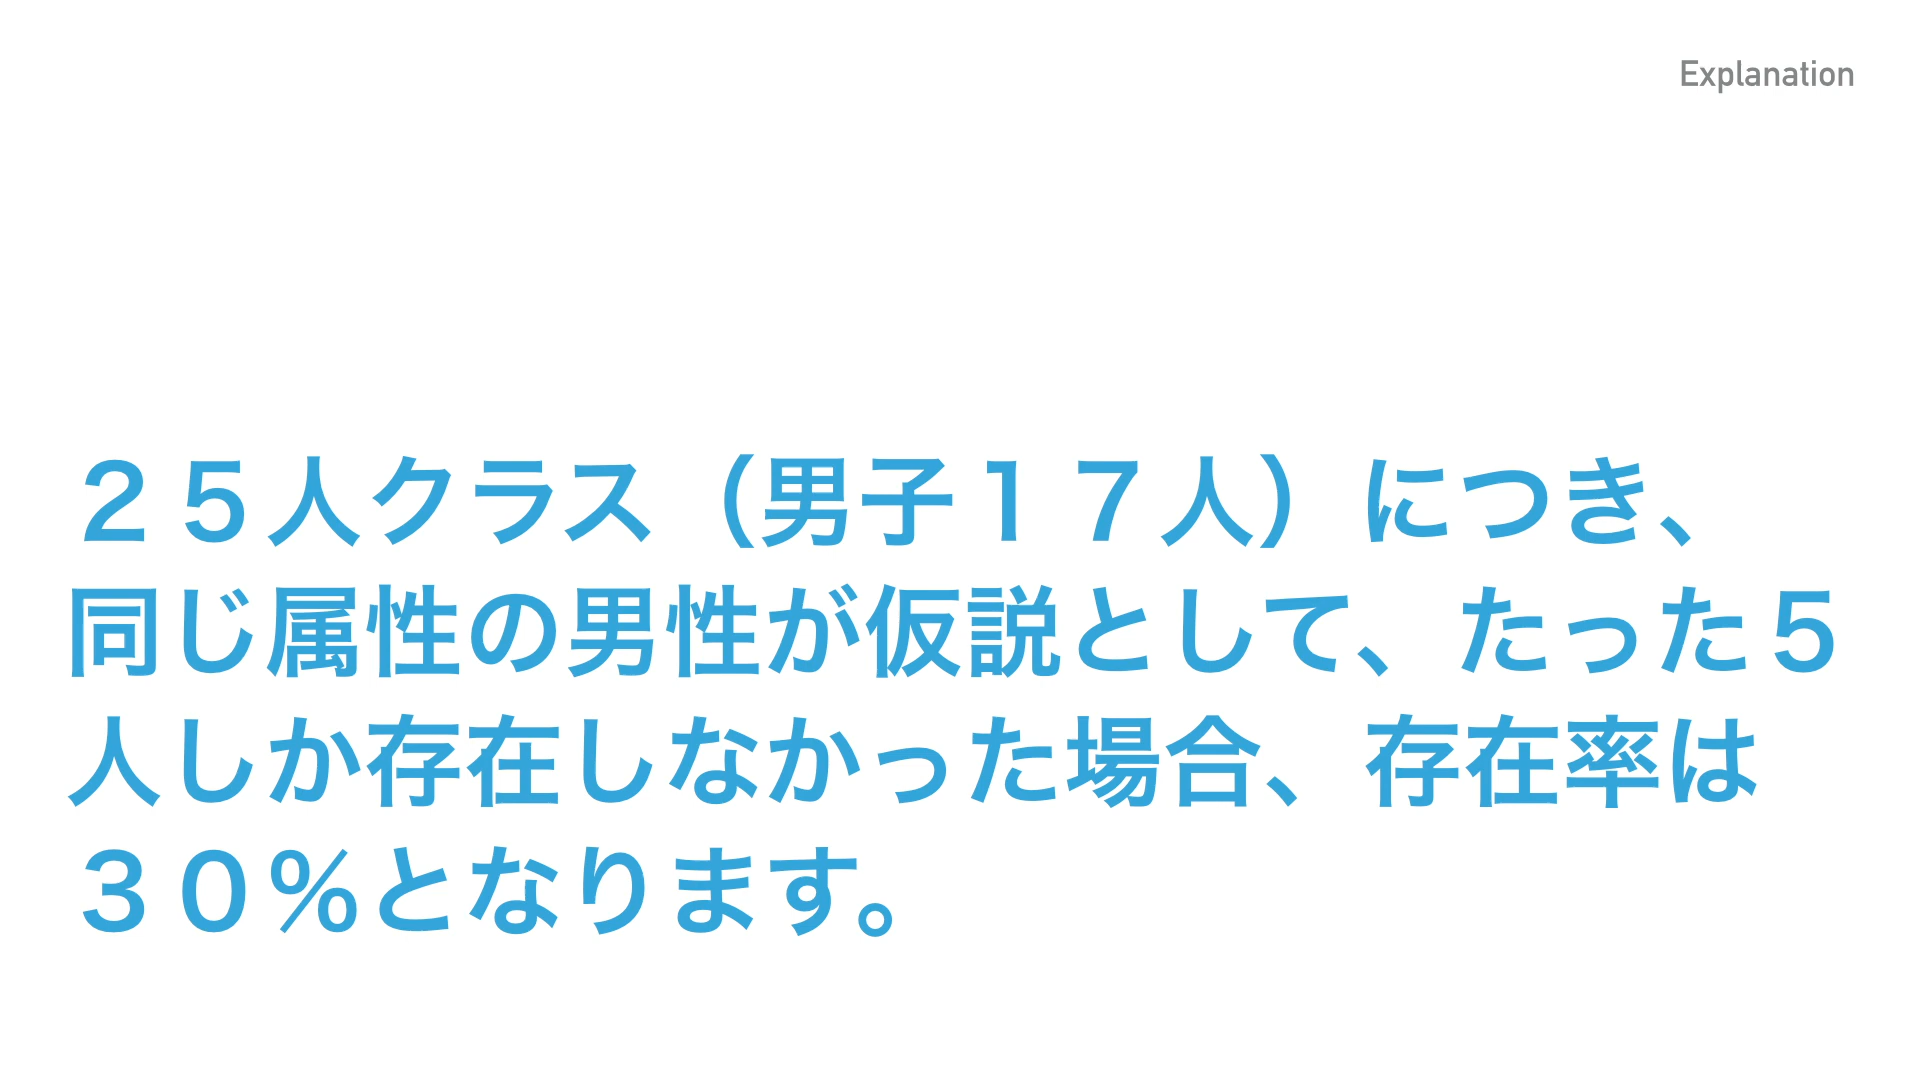 Explanation
２５人クラス（男子１７人）につき、
同じ属性の男性が仮説として、たった５
人しか存在しなかった場合、存在率は
３０％となります。